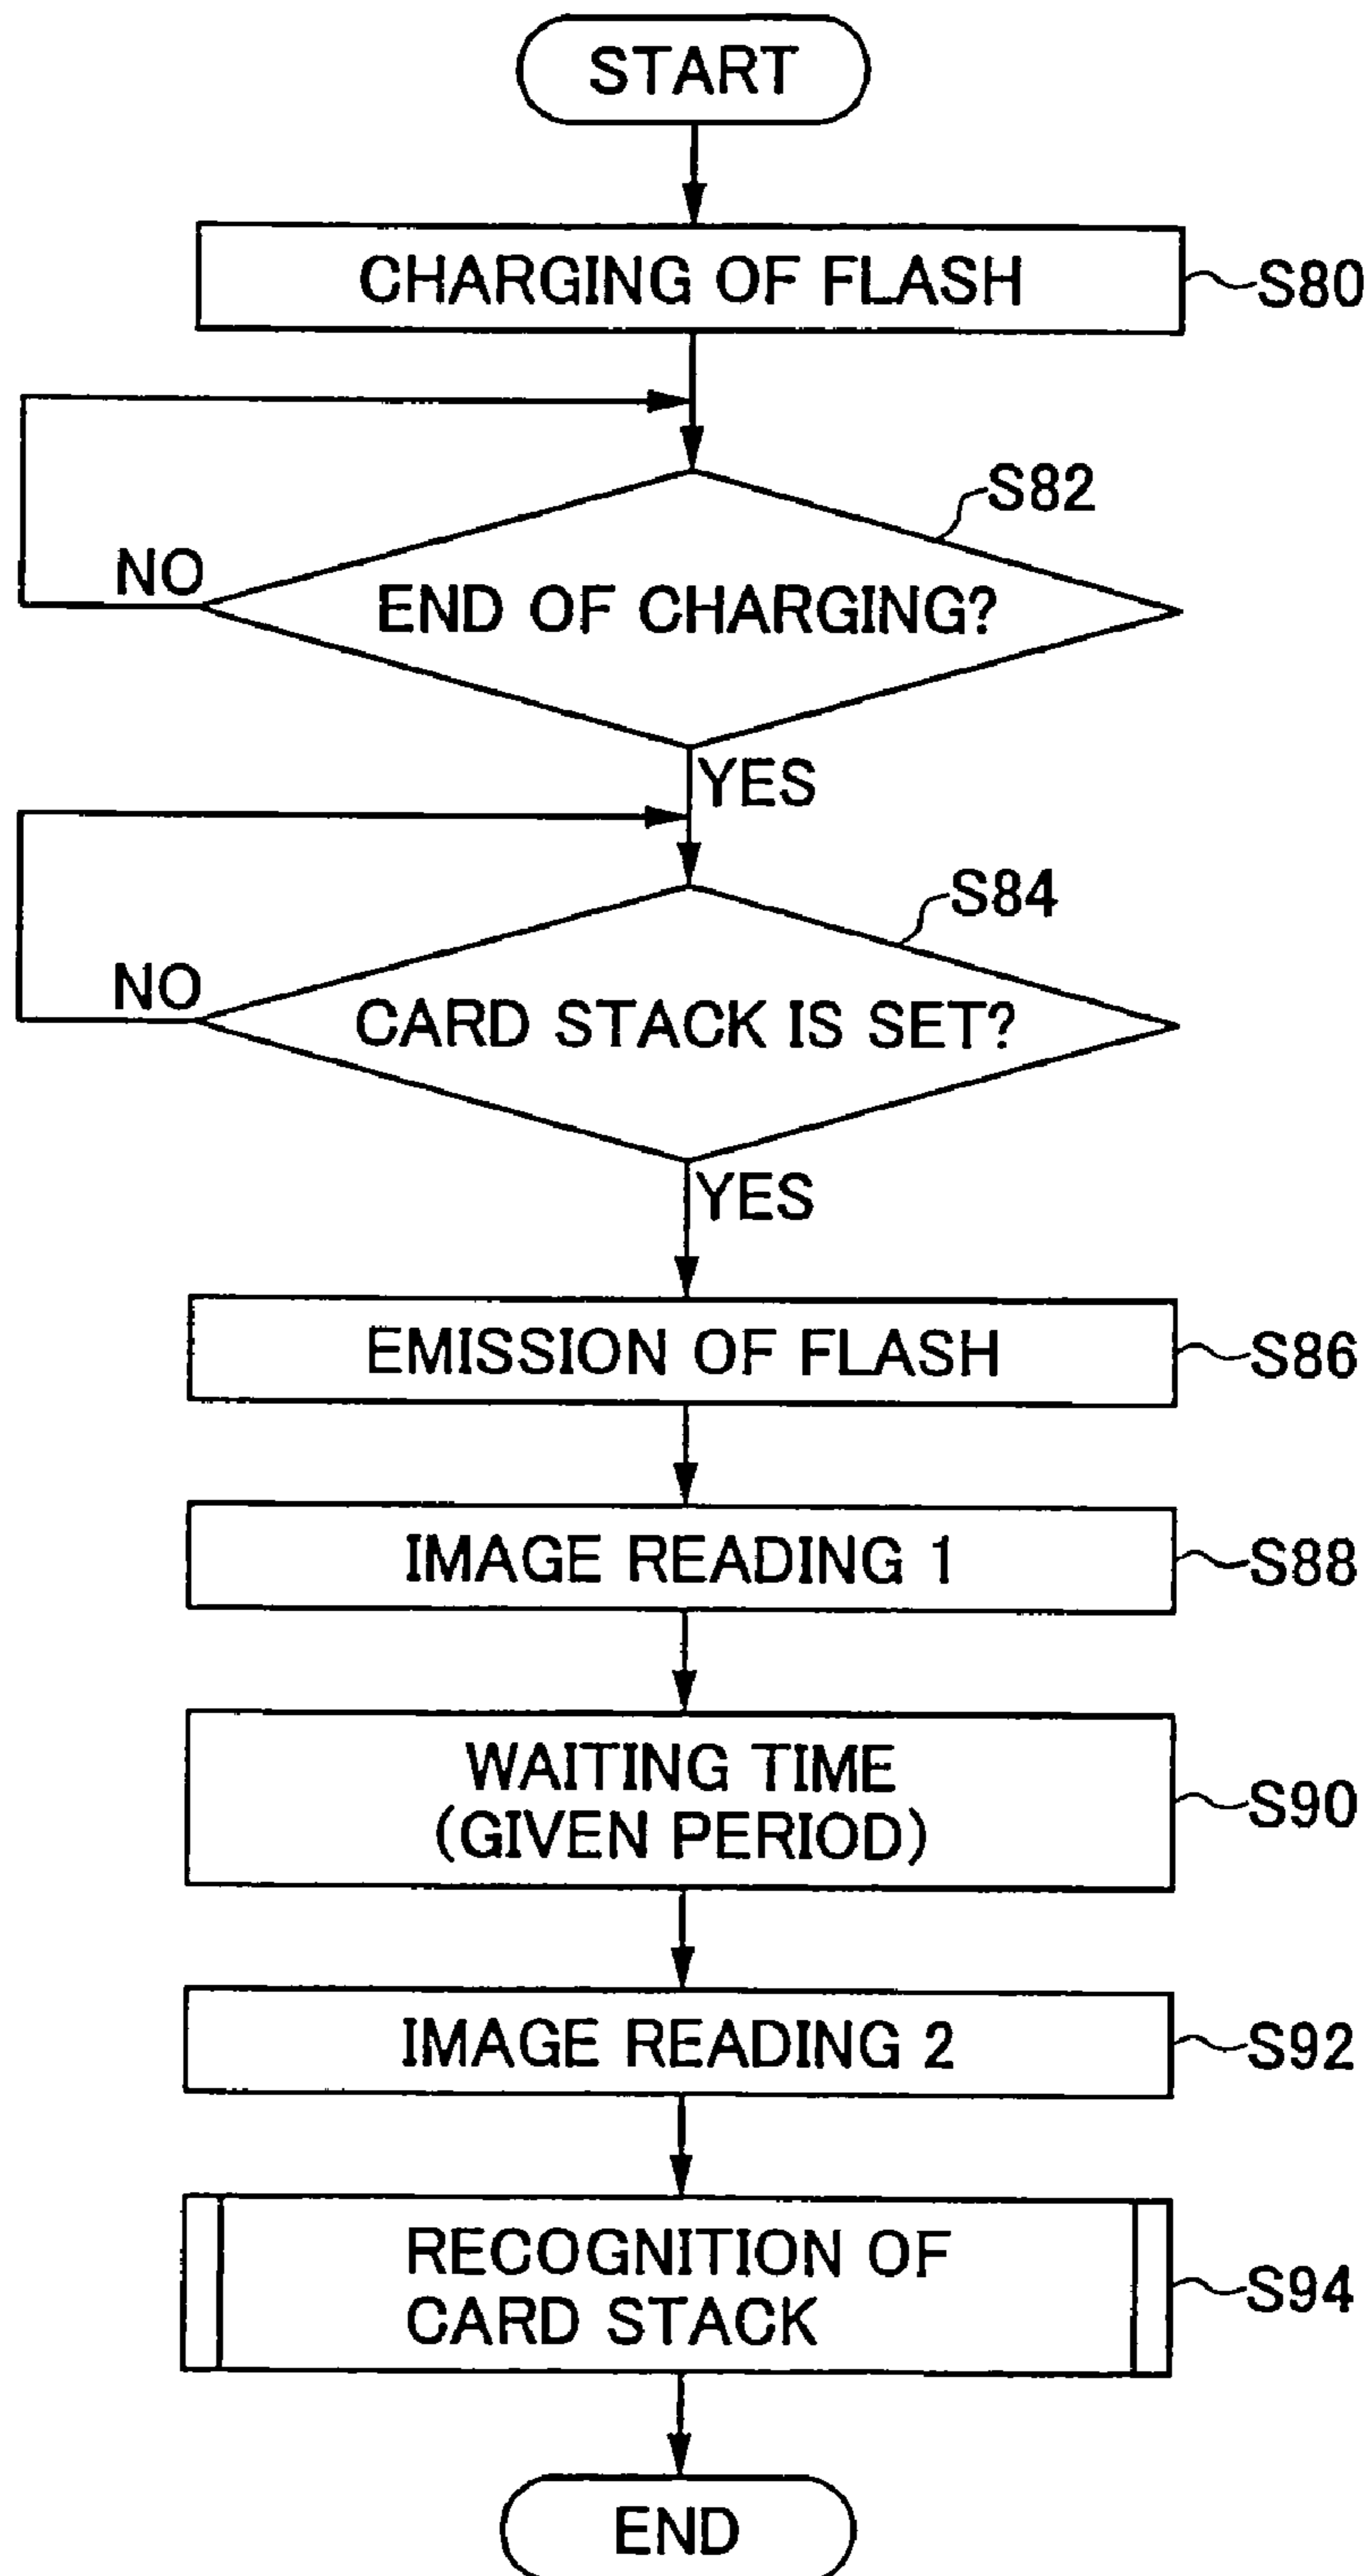 START
CHARGING OF FLASH
S80
S82
NO
END OF CHARGING?
YES
S84
NO
CARD STACK IS SET?
YES
EMISSION OF FLASH
S86
IMAGE READING 1
S88
WAITING TIME
(GIVEN PERIOD)
S90
IMAGE READING 2
S92
RECOGNITION OF
CARD STACK
S94
END